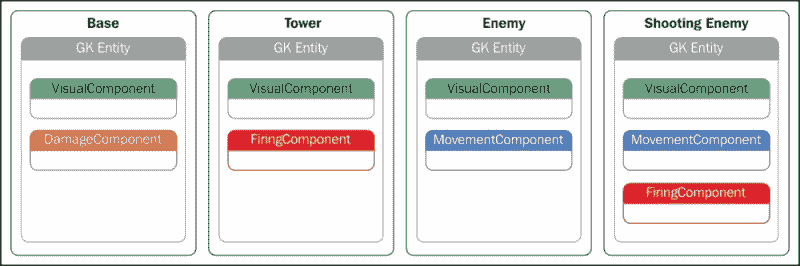 Base
GK Entity
VisualComponent
DamageComponent
Tower
GK Entity
VisualComponent
FiringComponent
Enemy
GK Entity
VisualComponent
MovementComponent
Shooting Enemy
GK Entity
VisualComponent
MovementComponent
FiringComponent